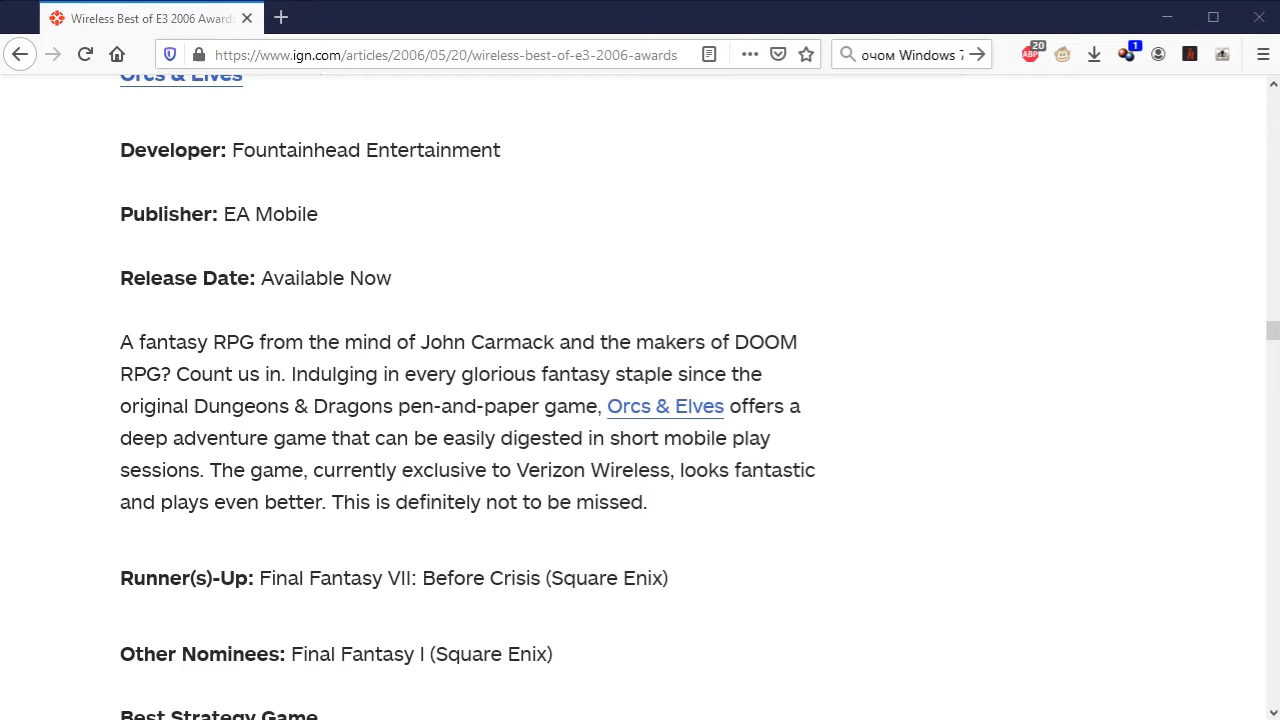 Wireless Best of E3 2006 Awards
https://www.ign.com/articles/2006/05/20/wireless-best-of-e3-2006-awards
очом Windows 7
20
1
Orcs & Elves
Developer: Fountainhead Entertainment
Publisher: EA Mobile
Release Date: Available Now
A fantasy RPG from the mind of John Carmack and the makers of DOOM
RPG? Count us in. Indulging in every glorious fantasy staple since the
original Dungeons & Dragons pen-and-paper game, Orcs & Elves offers a
deep adventure game that can be easily digested in short mobile play
sessions. The game, currently exclusive to Verizon Wireless, looks fantastic
and plays even better. This is definitely not to be missed.
Runner(s)-Up: Final Fantasy VII: Before Crisis (Square Enix)
Other Nominees: Final Fantasy I (Square Enix)
Best Strategy Game